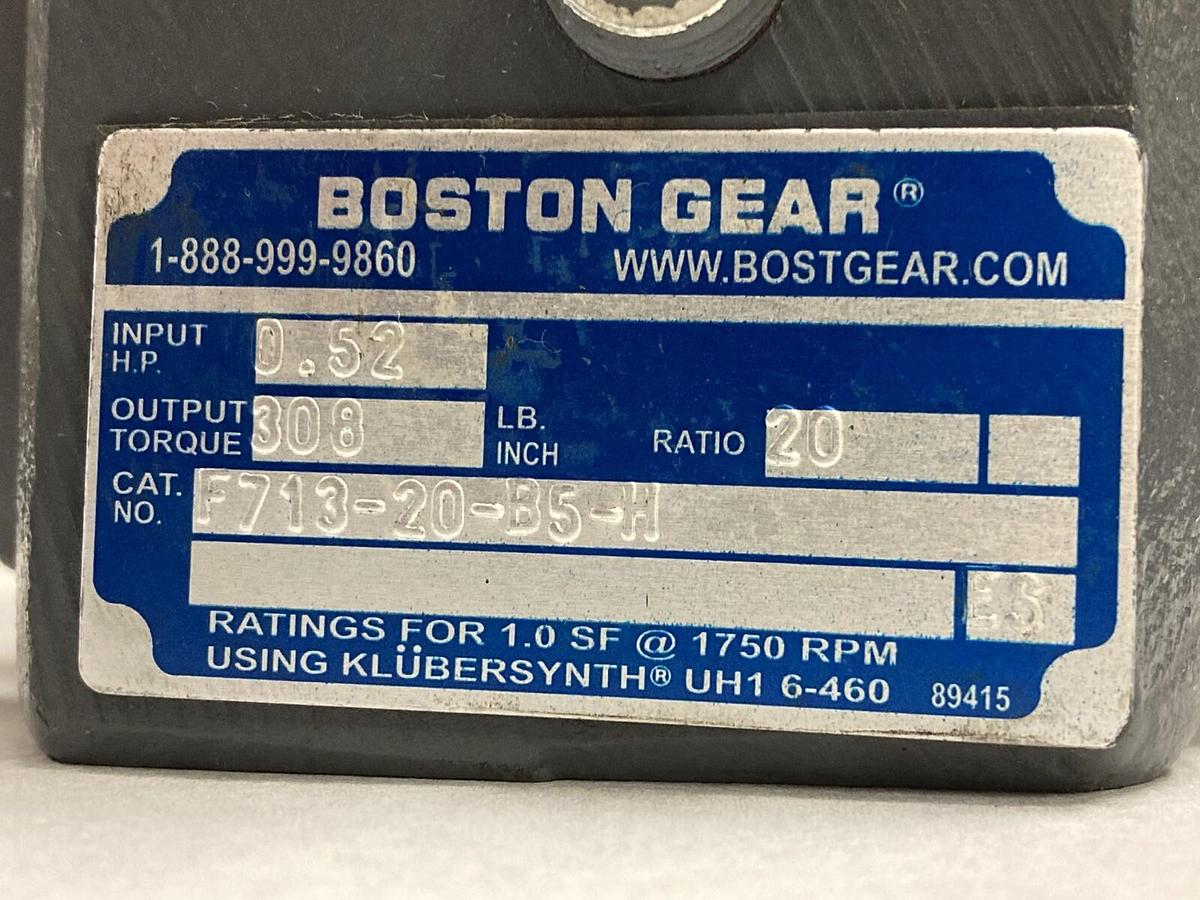 BOSTON GEAR®
1-888-999-9860 WWW.BOSTGEAR.COM
INPUT H.P. 0.52
OUTPUT TORQUE 308 LB. INCH RATIO 20
CAT. NO. F713-20-B5-H
ES
RATINGS FOR 1.0 SF @ 1750 RPM
USING KLÜBERSYNTH® UH1 6-460 89415